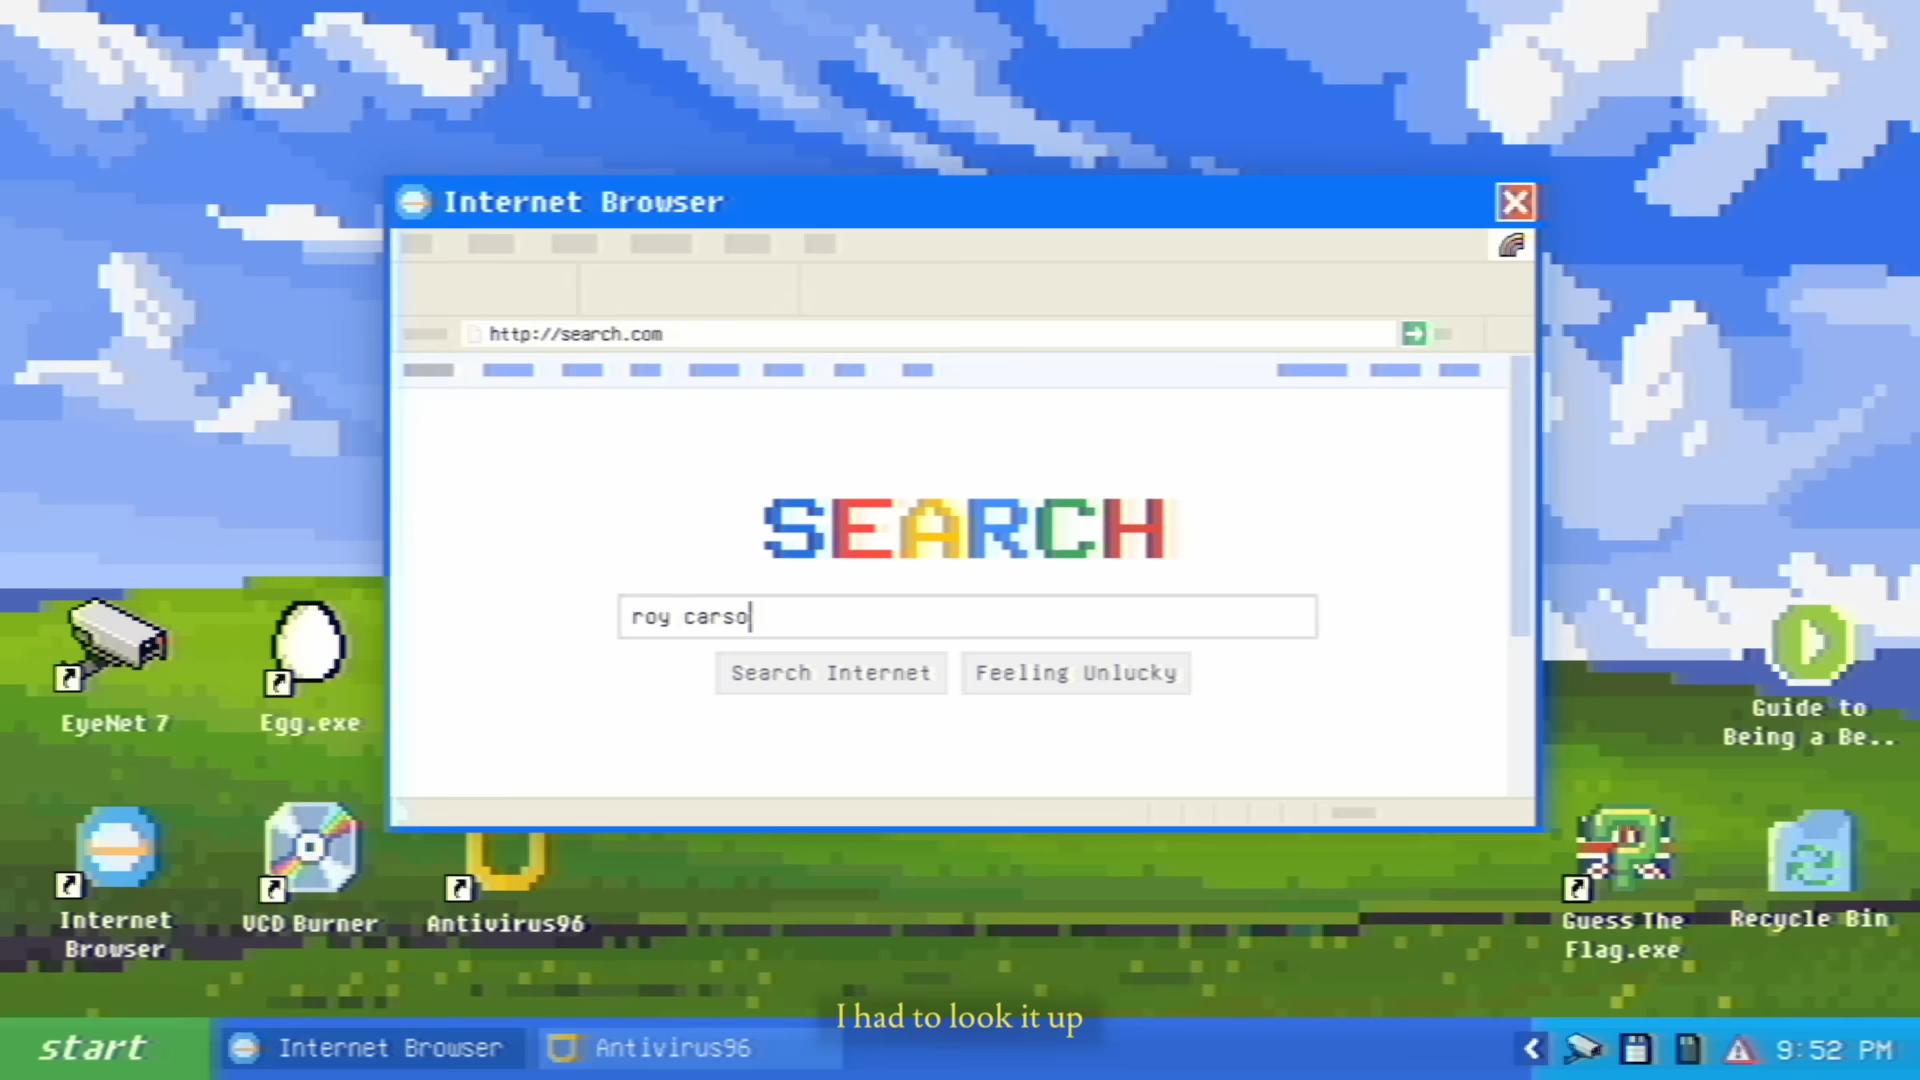 Internet Browser
http://search.com
SEARCH
roy carso
Search Internet
Feeling Unlucky
EyeNet 7
Egg.exe
Guide to
Being a Be..
Internet
Browser
VCD Burner
Antivirus96
Guess The
Flag.exe
Recycle Bin
I had to look it up
start
Internet Browser
Antivirus96
9:52 PM